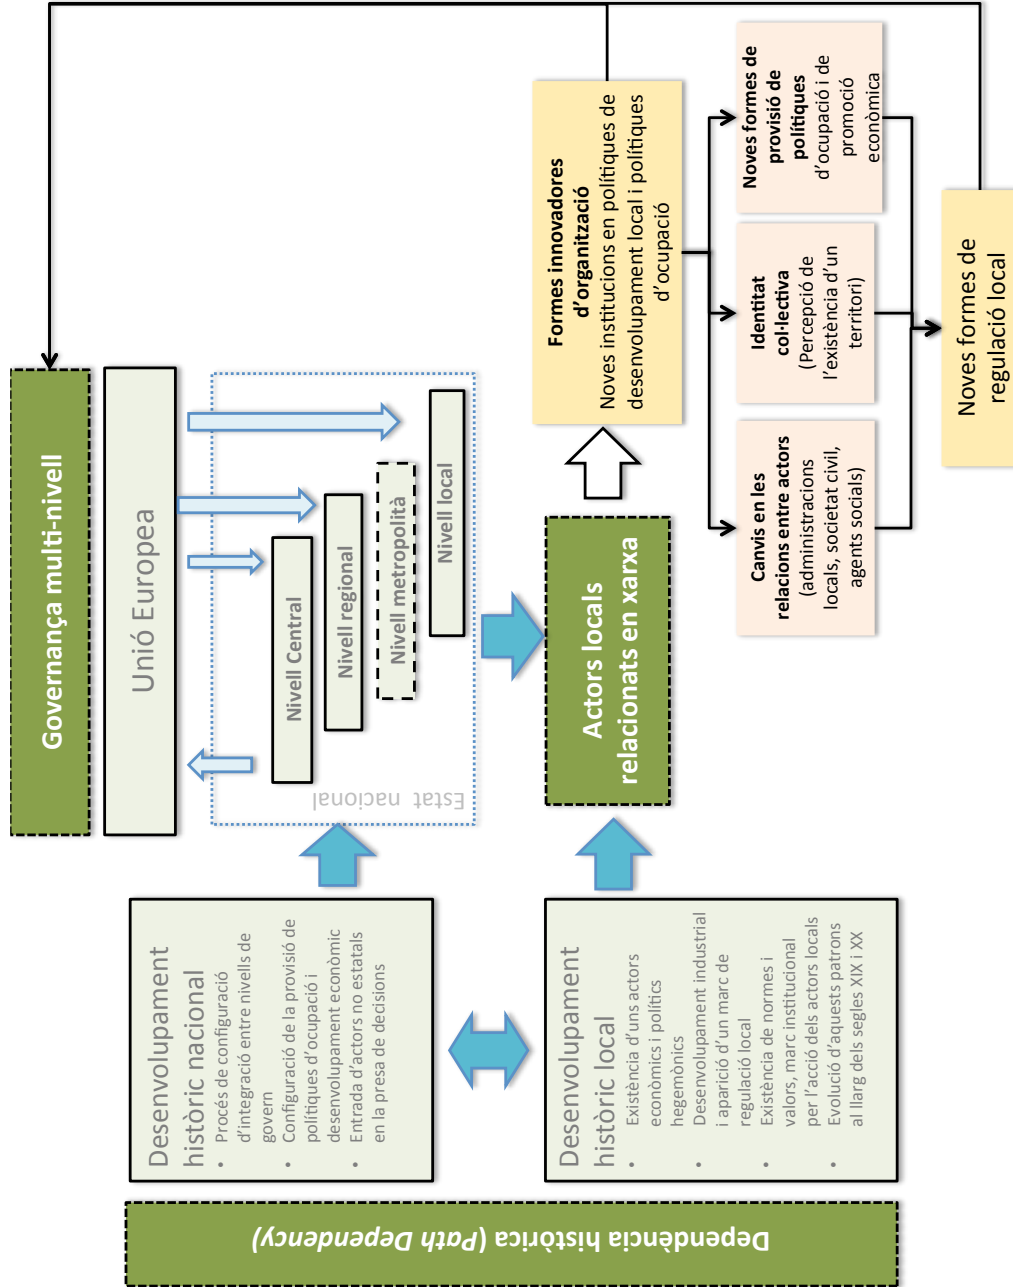 Dependència històrica (Path Dependency)
Desenvolupament
històric nacional
• Procés de configuració
d'integració entre nivells de
govern
• Configuració de la provisió de
polítiques d'ocupació i
desenvolupament econòmic
• Entrada d'actors no estatals
en la presa de decisions
Desenvolupament
històric local
• Existència d'uns actors
econòmics i polítics
hegemònics
• Desenvolupament industrial
i aparició d'un marc de
regulació local
• Existència de normes i
valors, marc institucional
per l'acció dels actors locals
• Evolució d'aquests patrons
al llarg dels segles XIX i XX
Governança multi-nivell
Unió Europea
Estat nacional
Nivell Central
Nivell regional
Nivell metropolità
Nivell local
Actors locals
relacionats en xarxa
Formes innovadores
d'organització
Noves institucions en polítiques de
desenvolupament local i polítiques
d'ocupació
Canvis en les
relacions entre actors
(administracions
locals, societat civil,
agents socials)
Identitat
col·lectiva
(Percepció de
l'existència d'un
territori)
Noves formes de
provisió de
polítiques
d'ocupació i de
promoció
econòmica
Noves formes de
regulació local